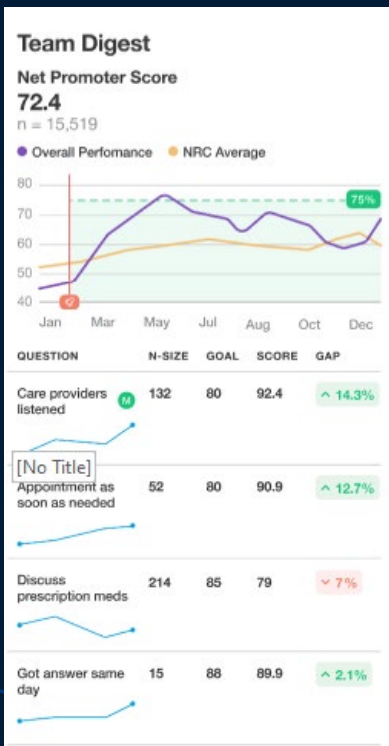 Team Digest
Net Promoter Score
72.4
n = 15,519
Overall Perfomance NRC Average
80
75%
70
60
50
40
Jan Mar May Jul Aug Oct Dec
QUESTION N-SIZE GOAL SCORE GAP
Care providers M 132 80 92.4 14.3%
listened
[No Title]
Appointment as 52 80 90.9 12.7%
soon as needed
Discuss 214 85 79 7%
prescription meds
Got answer same 15 88 89.9 2.1%
day